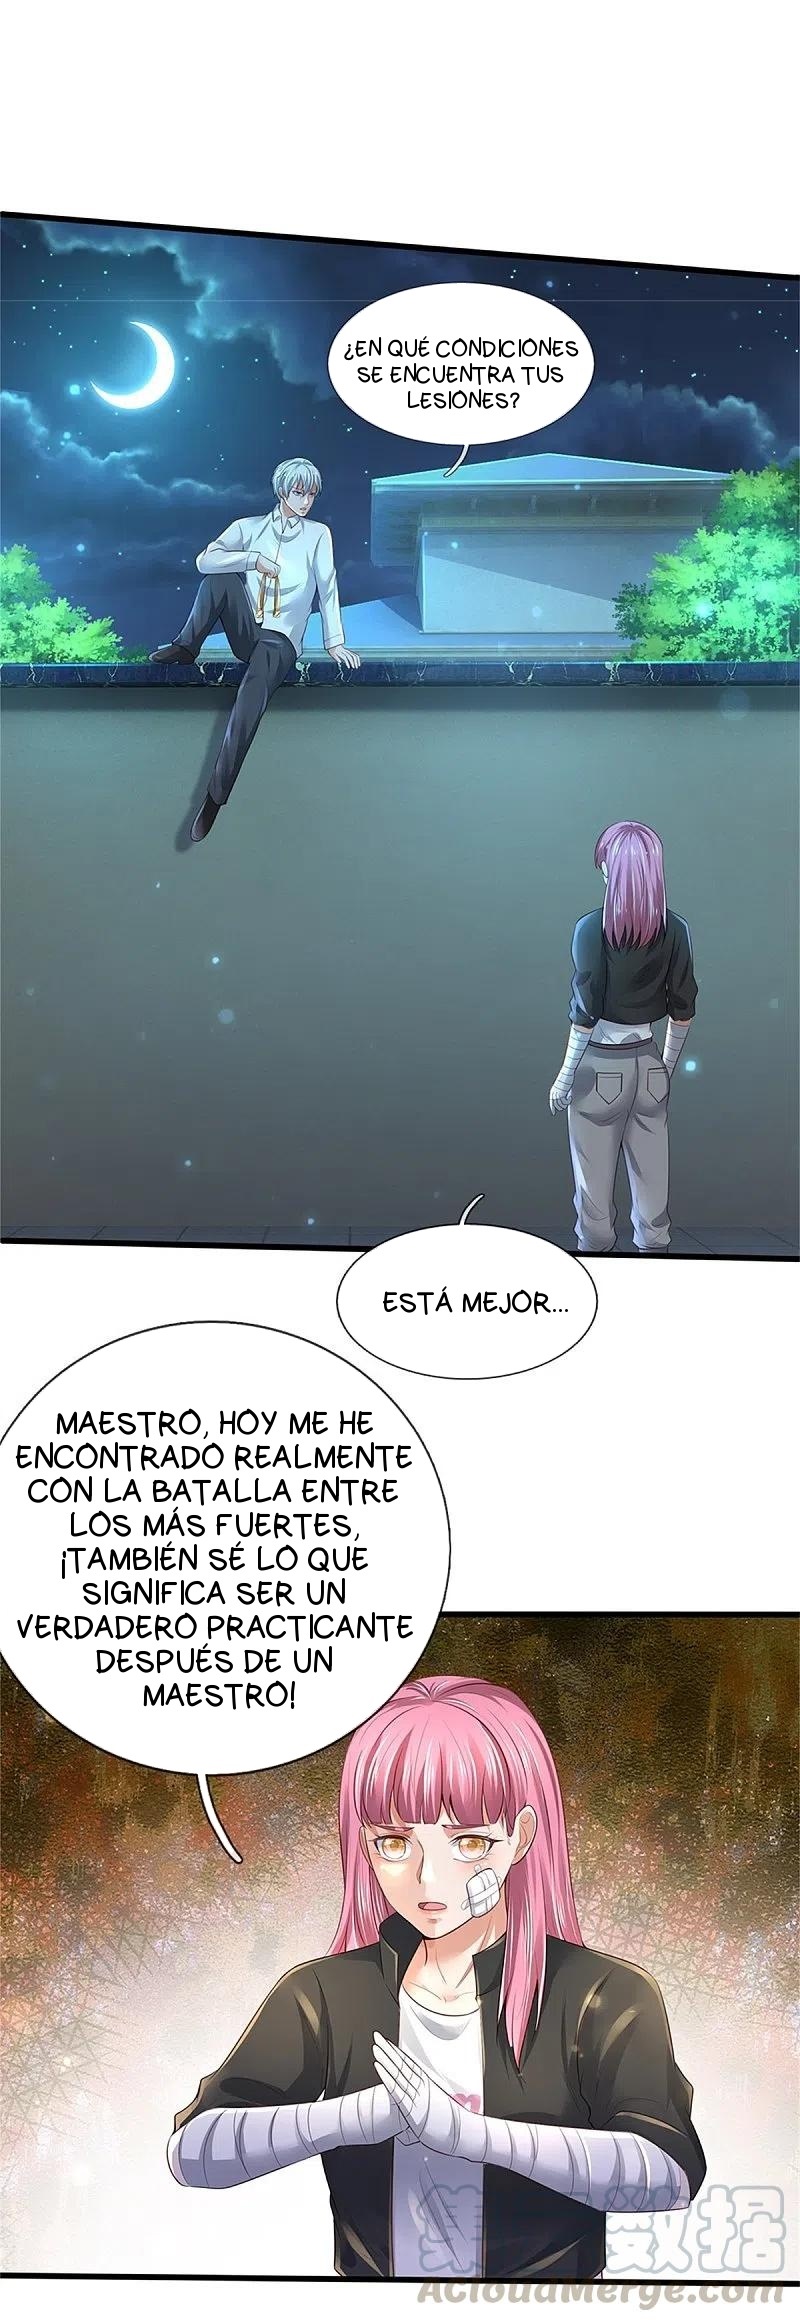 ¿EN QUÉ CONDICIONES
SE ENCUENTRA TUS
LESIONES?
ESTÁ MEJOR...
MAESTRO, HOY ME HE
ENCONTRADO REALMENTE
CON LA BATALLA ENTRE
LOS MÁS FUERTES,
¡TAMBIÉN SÉ LO QUE
SIGNIFICA SER UN
VERDADERO PRACTICANTE
DESPUÉS DE UN
MAESTRO!
AcloudMerge.com